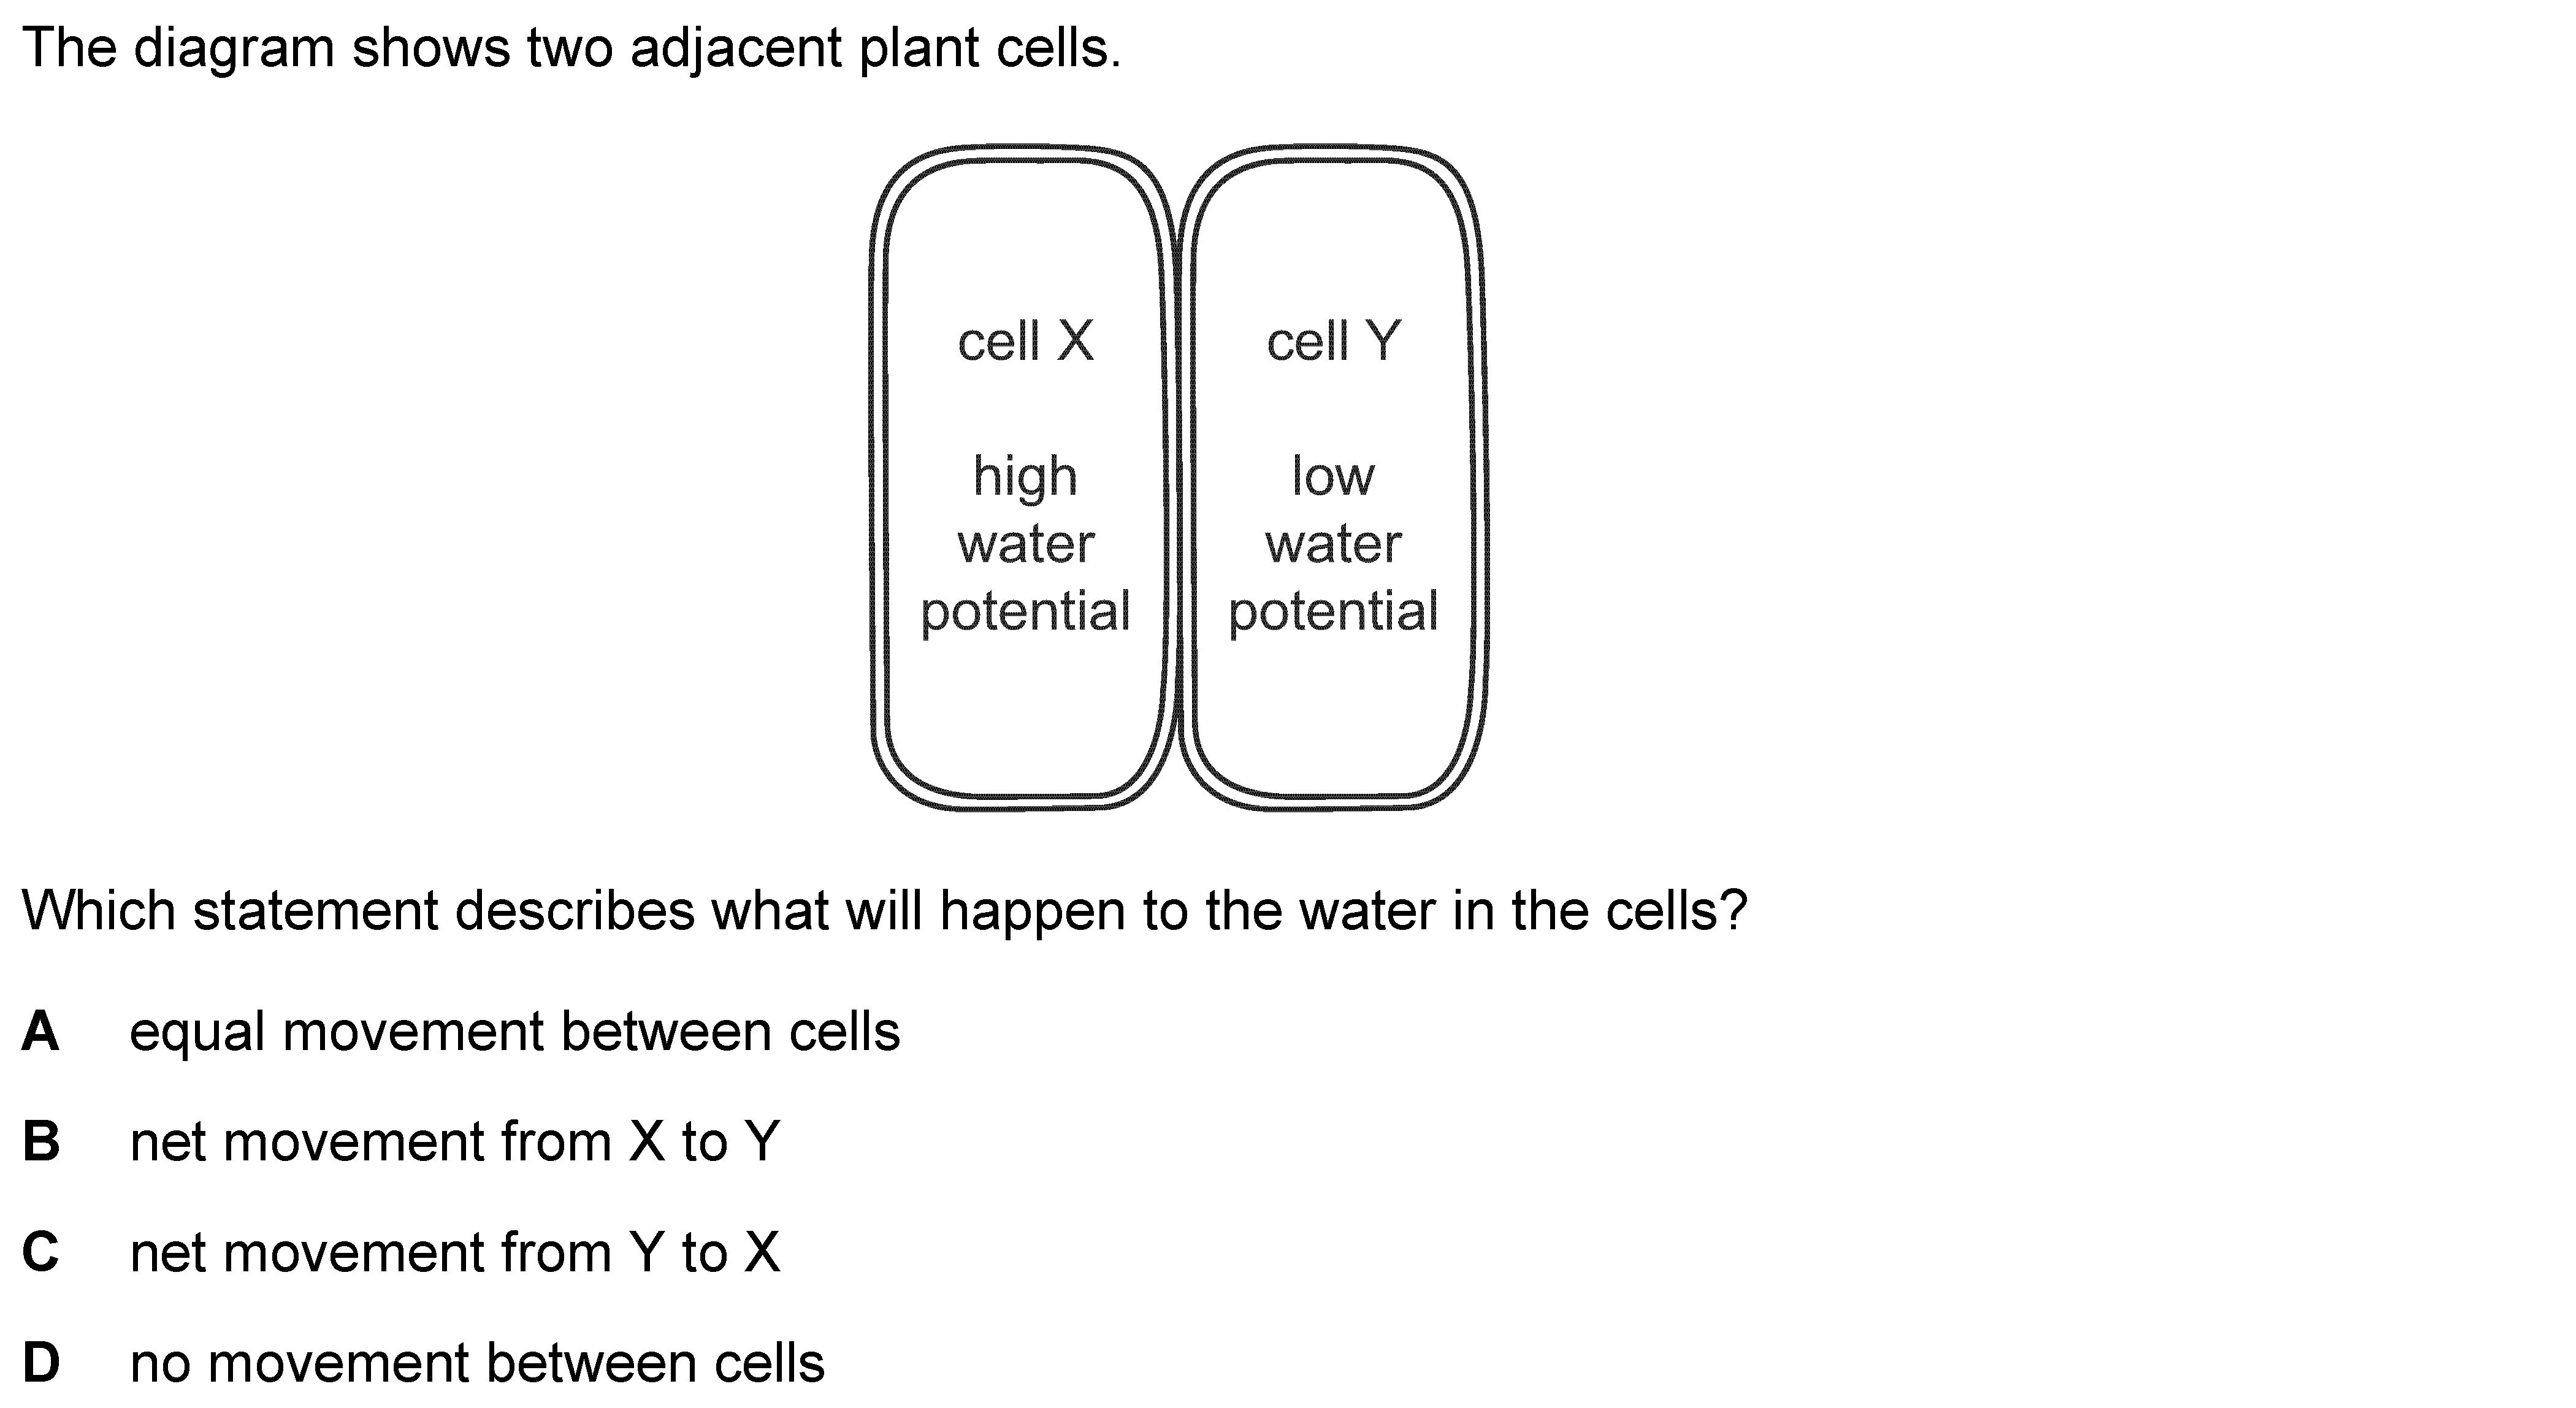 The diagram shows two adjacent plant cells.
cell X
high
water
potential
cell Y
low
water
potential
Which statement describes what will happen to the water in the cells?
A equal movement between cells
B net movement from X to Y
C net movement from Y to X
D no movement between cells